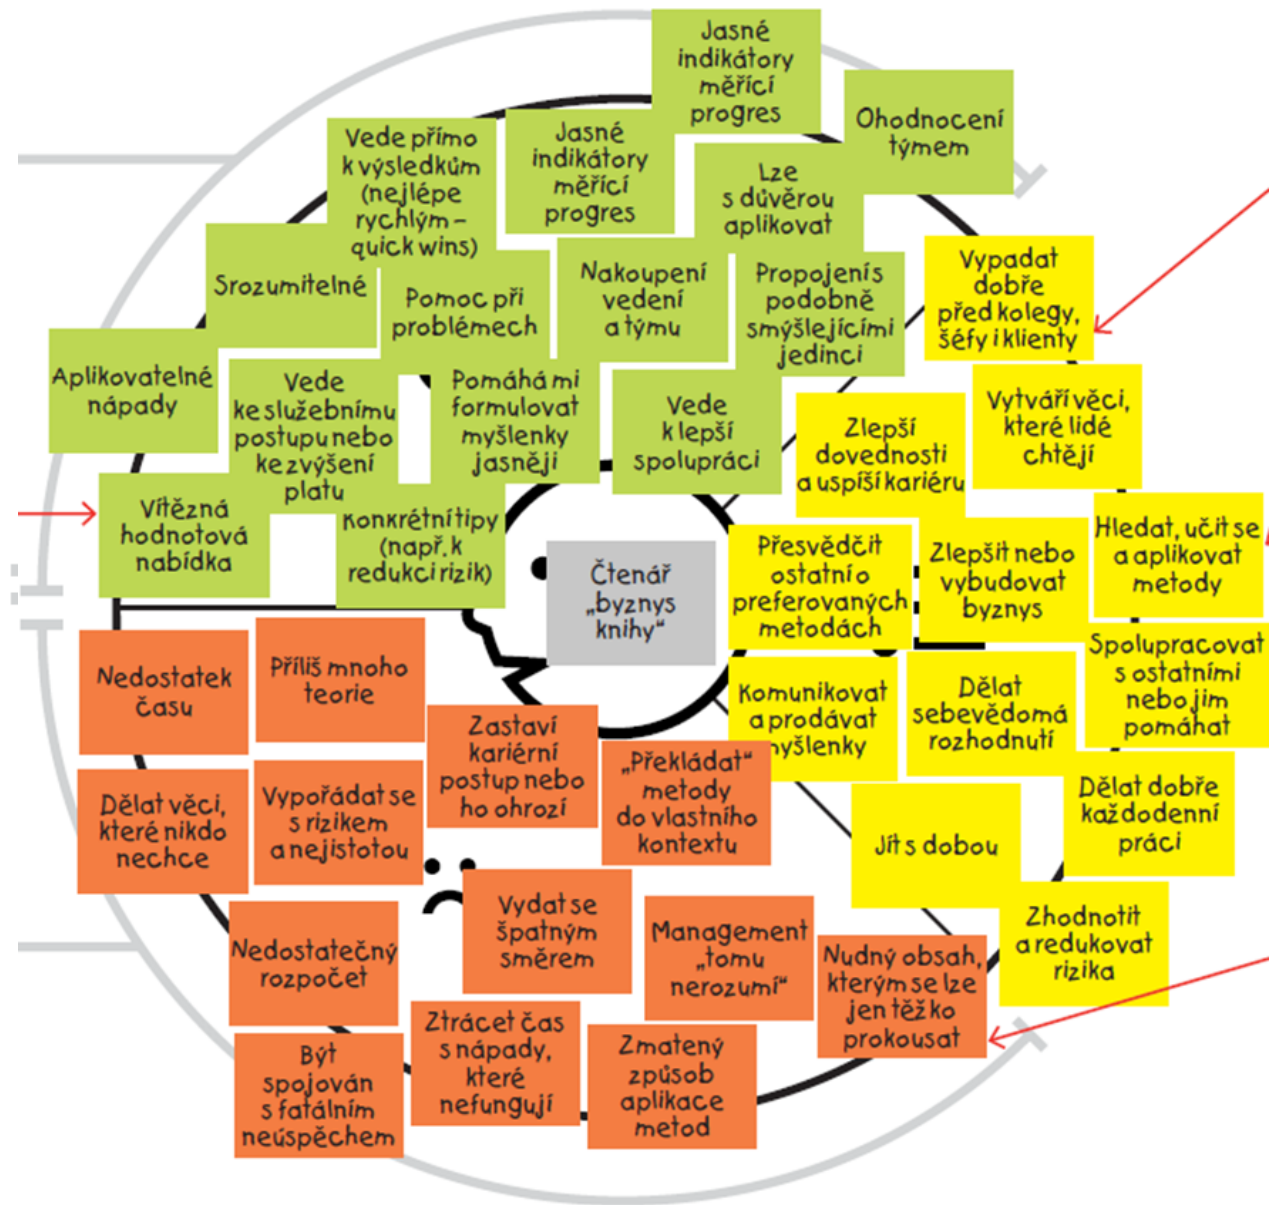 Jasné
indikátory
měřící
progres
Ohodnocení
týmem
Vede přímo
k výsledkům
(nejlépe
rychlým –
quick wins)
Jasné
indikátory
měřící
progres
Lze
s důvěrou
aplikovat
Srozumitelné
Pomoc při
problémech
Nakoupení
vedení
a týmu
Propojení s
podobně
smýšlejícími
jedinci
Aplikovatelné
nápady
Vede
ke služebnímu
postupu nebo
ke zvýšení
platu
Pomáhá mi
formulovat
myšlenky
jasněji
Vede
k lepší
spolupráci
Vítězná
hodnotová
nabídka
Konkrétní tipy
(např. k
redukci rizik)
Čtenář
„byznys
knihy“
Vypadat
dobře
před kolegy,
šéfy i klienty
Zlepší
dovednosti
a uspíší kariéru
Vytváří věci,
které lidé
chtějí
Přesvědčit
ostatní o
preferovaných
metodách
Zlepšit nebo
vybudovat
byznys
Hledat, učit se
a aplikovat
metody
Komunikovat
a prodávat
myšlenky
Dělat
sebevědomá
rozhodnutí
Spolupracovat
s ostatními
nebo jim
pomáhat
Jít s dobou
Dělat dobře
každodenní
práci
Zhodnotit
a redukovat
rizika
Nedostatek
času
Příliš mnoho
teorie
Zastaví
kariérní
postup nebo
ho ohrozí
„Překládat“
metody
do vlastního
kontextu
Dělat věci,
které nikdo
nechce
Vypořádat se
s rizikem
a nejistotou
Nedostatečný
rozpočet
Vydat se
špatným
směrem
Management
„tomu
nerozumí“
Nudný obsah,
kterým se lze
jen těžko
prokousat
Být
spojován
s fatálním
neúspěchem
Ztrácet čas
s nápady,
které
nefungují
Zmatený
způsob
aplikace
metod